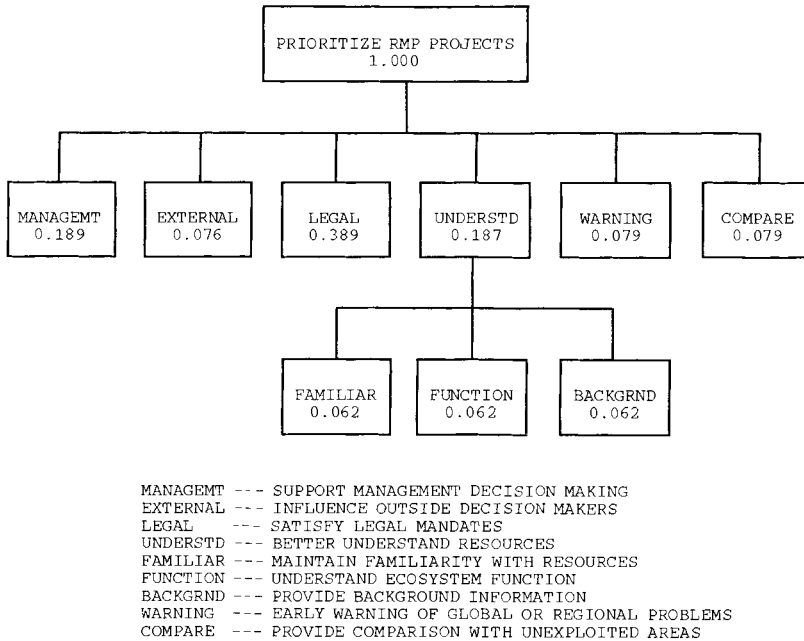 PRIORITIZE RMP PROJECTS
1.000
MANAGEMT
0.189
EXTERNAL
0.076
LEGAL
0.389
UNDERSTD
0.187
WARNING
0.079
COMPARE
0.079
FAMILIAR
0.062
FUNCTION
0.062
BACKGRND
0.062
MANAGEMT --- SUPPORT MANAGEMENT DECISION MAKING
EXTERNAL --- INFLUENCE OUTSIDE DECISION MAKERS
LEGAL --- SATISFY LEGAL MANDATES
UNDERSTD --- BETTER UNDERSTAND RESOURCES
FAMILIAR --- MAINTAIN FAMILIARITY WITH RESOURCES
FUNCTION --- UNDERSTAND ECOSYSTEM FUNCTION
BACKGRND --- PROVIDE BACKGROUND INFORMATION
WARNING --- EARLY WARNING OF GLOBAL OR REGIONAL PROBLEMS
COMPARE --- PROVIDE COMPARISON WITH UNEXPLOITED AREAS